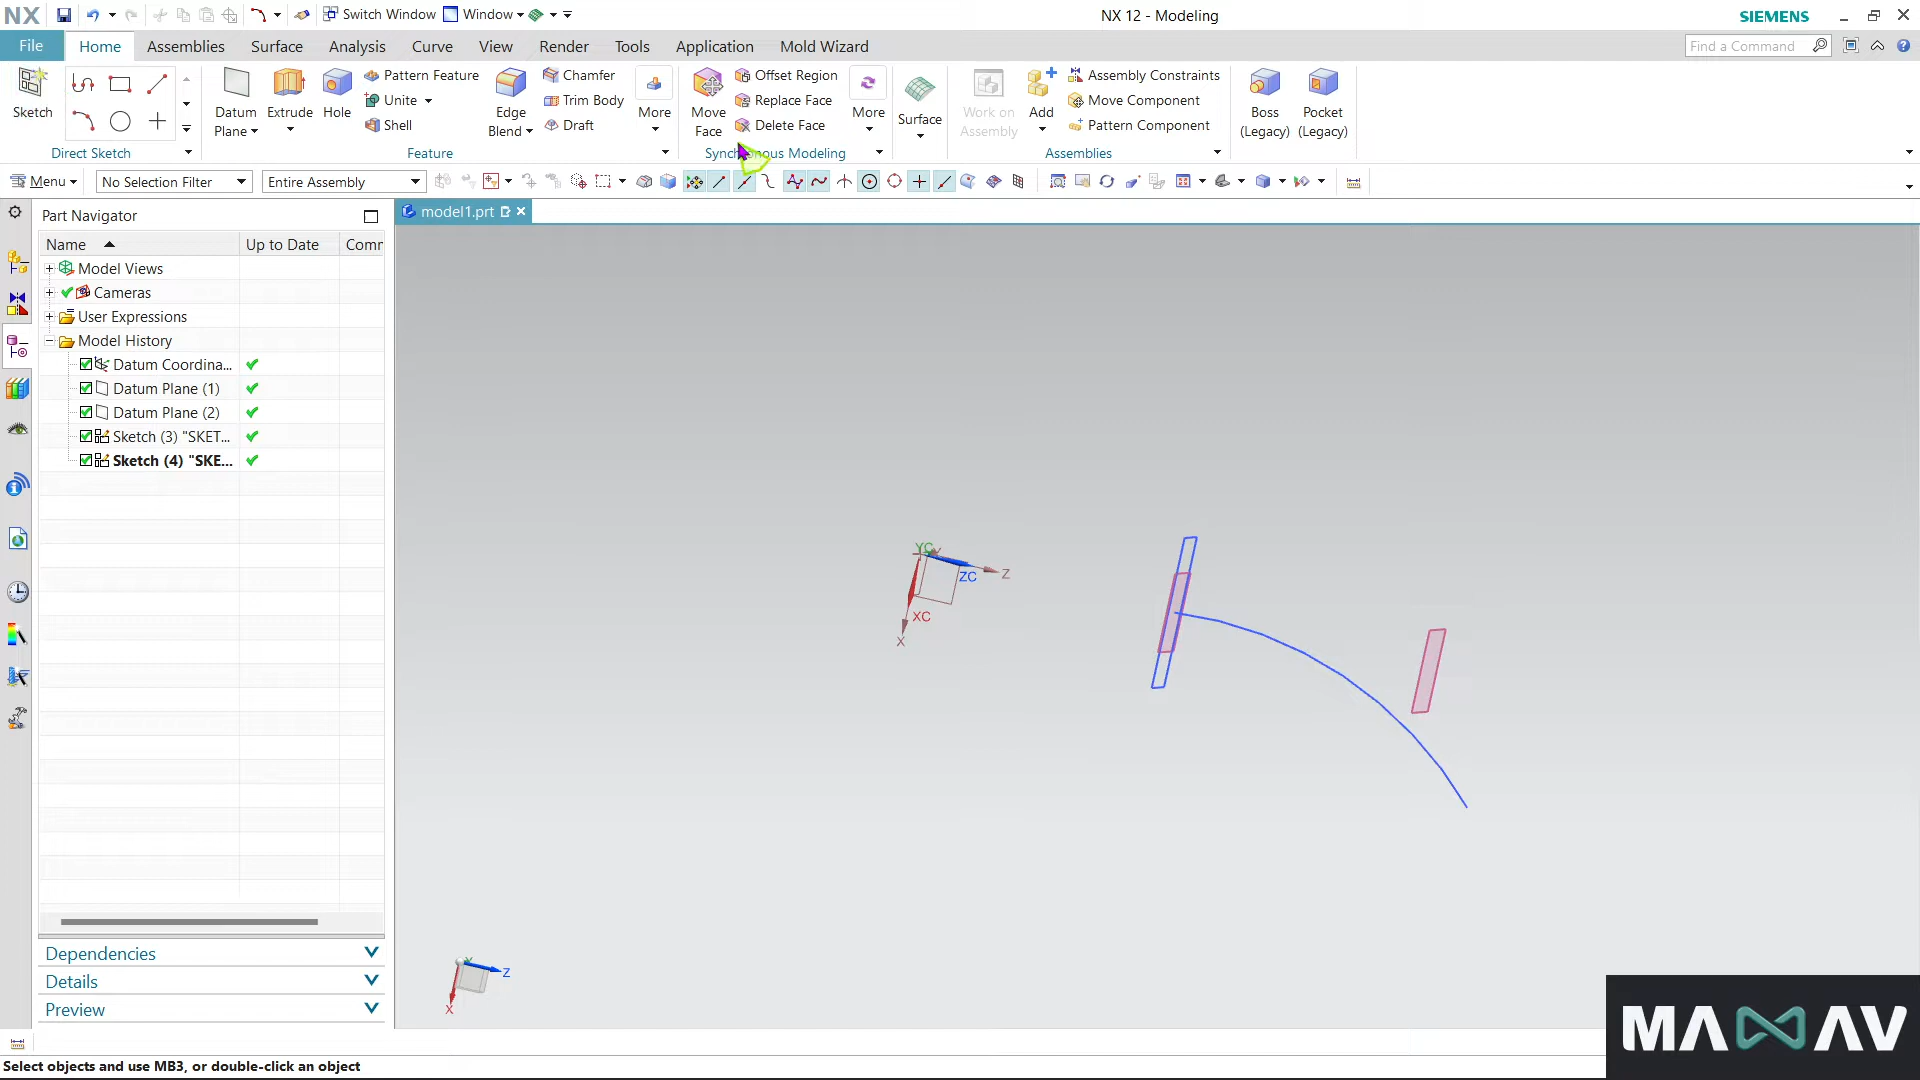 NX
Switch Window
Window
NX 12 - Modeling
SIEMENS
File
Home
Assemblies
Surface
Analysis
Curve
View
Render
Tools
Application
Mold Wizard
Find a Command
Sketch
Datum Plane
Extrude
Hole
Pattern Feature
Unite
Shell
Edge Blend
Chamfer
Trim Body
Draft
More
Move Face
Offset Region
Replace Face
Delete Face
More
Surface
Work on Assembly
Add
Assembly Constraints
Move Component
Pattern Component
Boss (Legacy)
Pocket (Legacy)
Direct Sketch
Feature
Synchronous Modeling
Assemblies
Menu
No Selection Filter
Entire Assembly
Part Navigator
model1.prt
Name
Up to Date
Comr
Model Views
Cameras
User Expressions
Model History
Datum Coordina...
Datum Plane (1)
Datum Plane (2)
Sketch (3) "SKET...
Sketch (4) "SKE...
YC
ZC
Z
XC
X
Dependencies
Details
Preview
Z
X
MANAV
Select objects and use MB3, or double-click an object